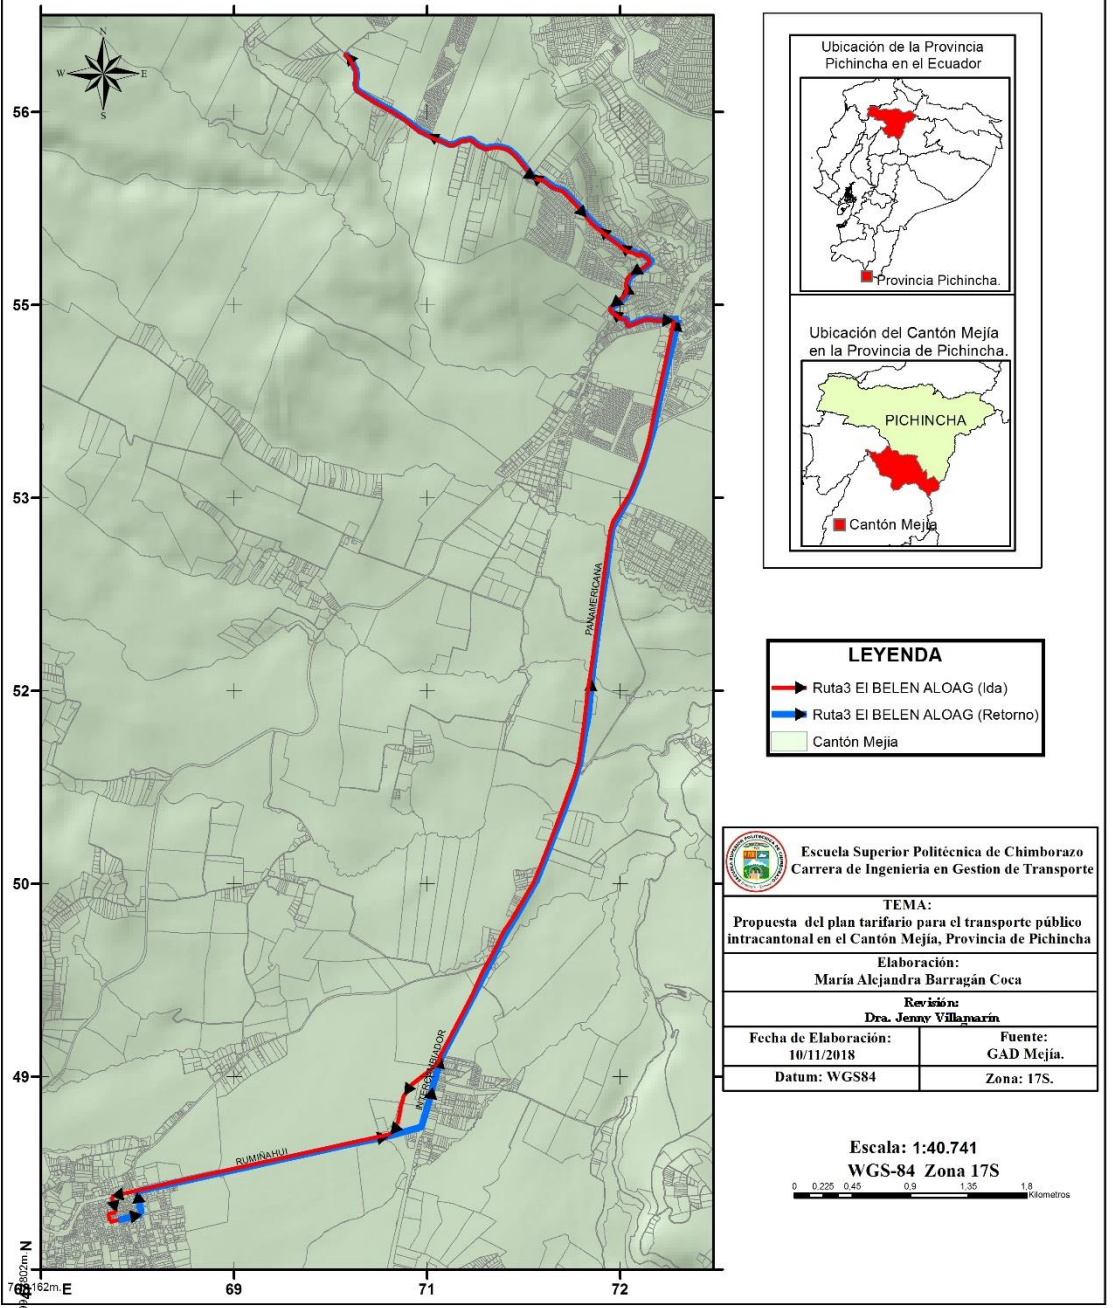 N
W
E
S
56
55
53
52
50
49
69
71
72
PANAMERICANA
INTERCAMBIADOR
RUMIÑAHUI
N
E
Ubicación de la Provincia
Pichincha en el Ecuador
Provincia Pichincha.
Ubicación del Cantón Mejía
en la Provincia de Pichincha.
PICHINCHA
Cantón Mejía
LEYENDA
Ruta3 El BELEN ALOAG (Ida)
Ruta3 El BELEN ALOAG (Retorno)
Cantón Mejia
Escuela Superior Politécnica de Chimborazo
Carrera de Ingenieria en Gestion de Transporte
TEMA:
Propuesta del plan tarifario para el transporte público
intracantonal en el Cantón Mejía, Provincia de Pichincha
Elaboración:
María Alejandra Barragán Coca
Revisión:
Dra. Jenny Villamarín
Fecha de Elaboración:
10/11/2018
Fuente:
GAD Mejía.
Datum: WGS84
Zona: 17S.
Escala: 1:40.741
WGS-84 Zona 17S
0 0,225 0,45 0,9 1,35 1,8
Kilometros